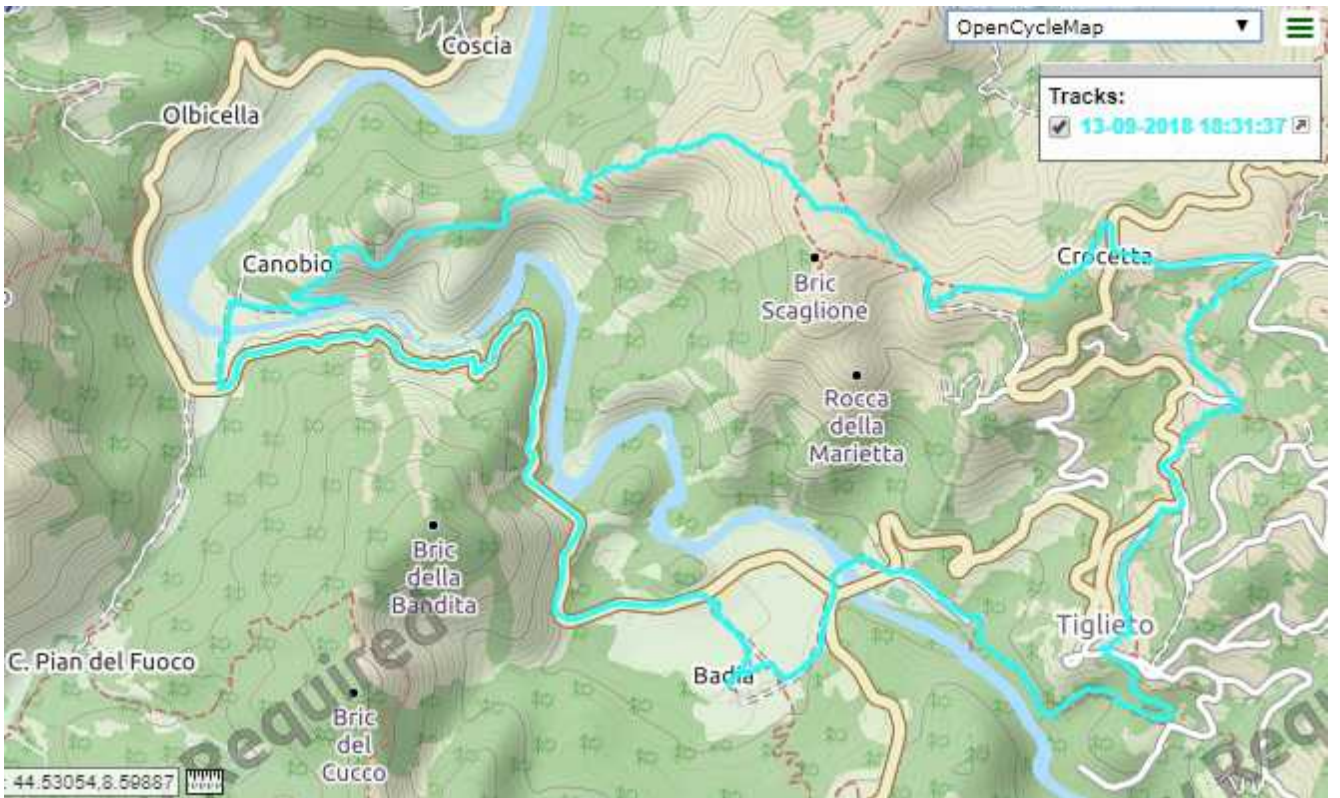 OpenCycleMap
Coscia
Tracks:
13-09-2018 18:31:37
Olbicella
Canobio
Crocetta
Bric
Scaglione
Rocca
della
Marietta
Bric
della
Bandita
Tiglieto
C. Pian del Fuoco
Badia
Required
Bric
del
Cucco
: 44.53054,8.59887